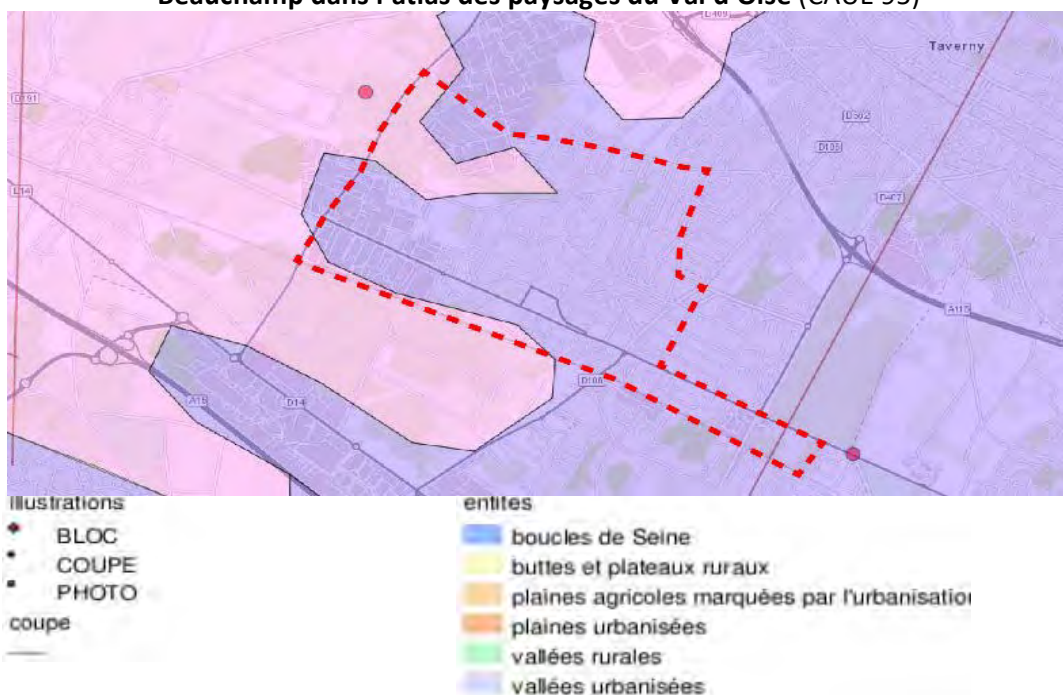 Beauchamp dans l'atlas des paysages du Val d'Oise (CAUE 95)
D409
Taverny
D191
D502
D106
D14
D407
A115
D108
A15
D14
illustrations
BLOC
COUPE
PHOTO
coupe
entites
boucles de Seine
buttes et plateaux ruraux
plaines agricoles marquées par l'urbanisatio
plaines urbanisées
vallées rurales
vallées urbanisées